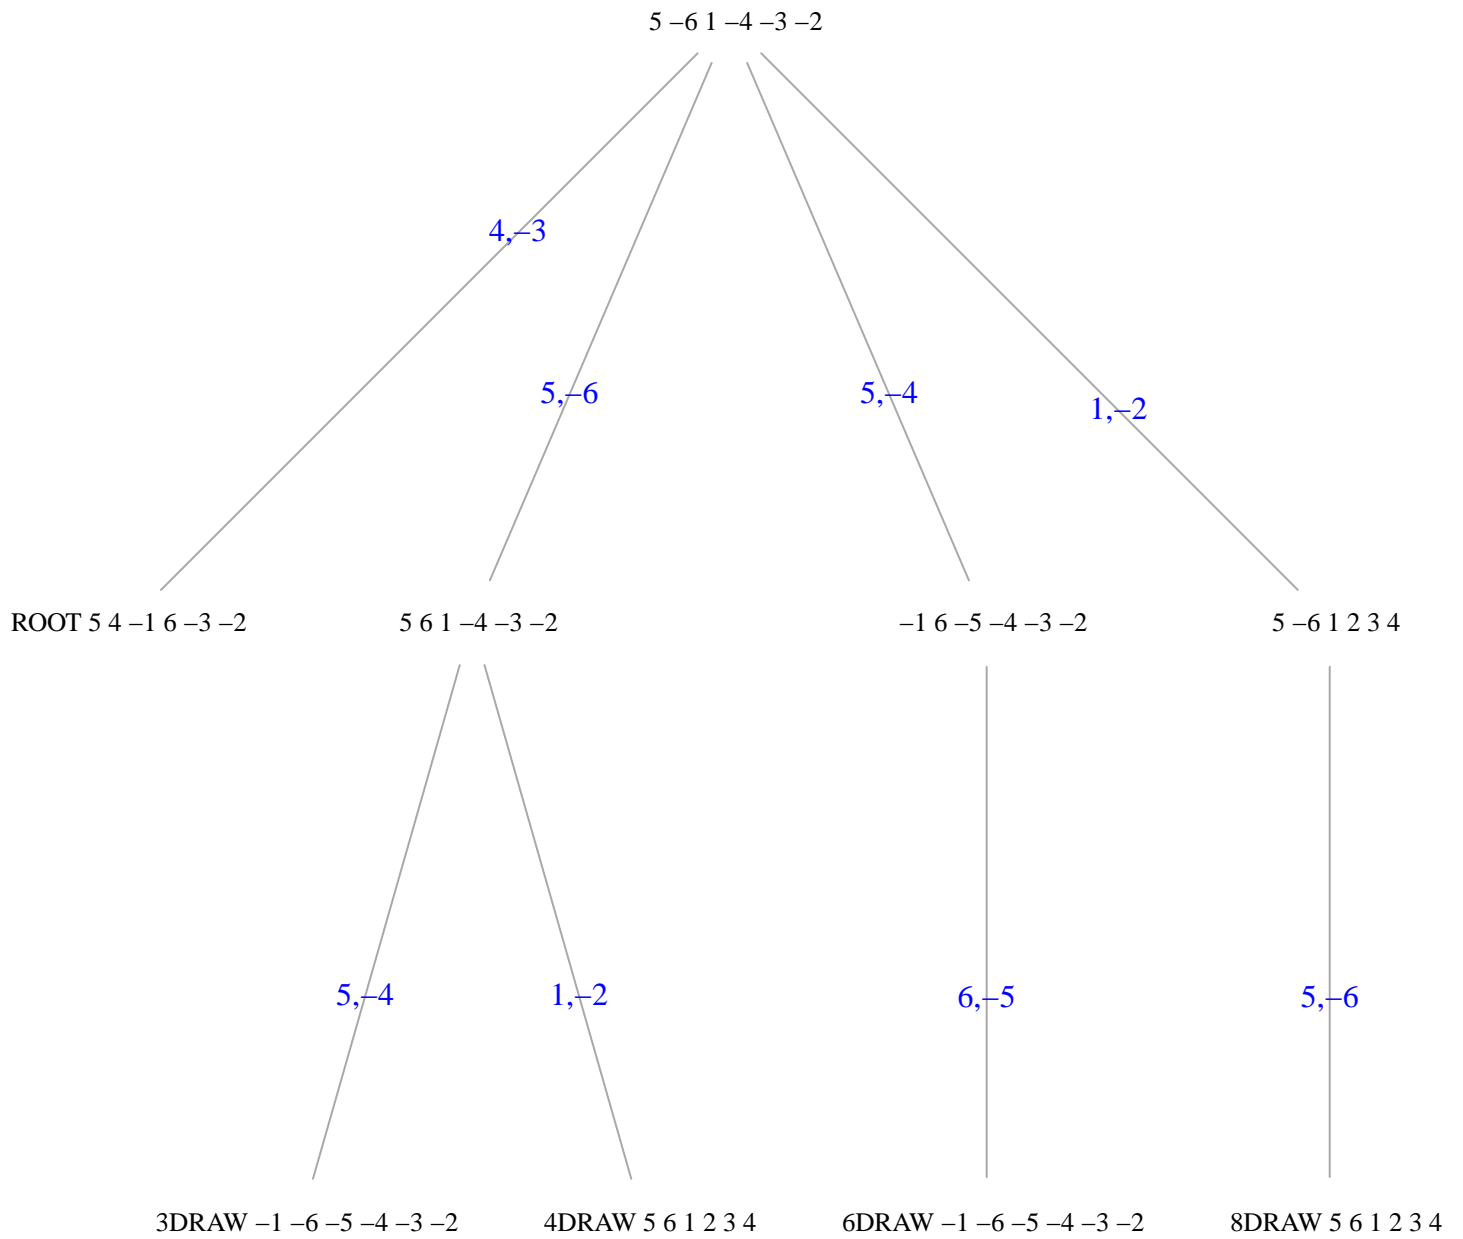 5 –6 1 –4 –3 –2
4,–3
5,–6
5,–4
1,–2
ROOT 5 4 –1 6 –3 –2
5 6 1 –4 –3 –2
–1 6 –5 –4 –3 –2
5 –6 1 2 3 4
5,–4
1,–2
6,–5
5,–6
3DRAW –1 –6 –5 –4 –3 –2
4DRAW 5 6 1 2 3 4
6DRAW –1 –6 –5 –4 –3 –2
8DRAW 5 6 1 2 3 4